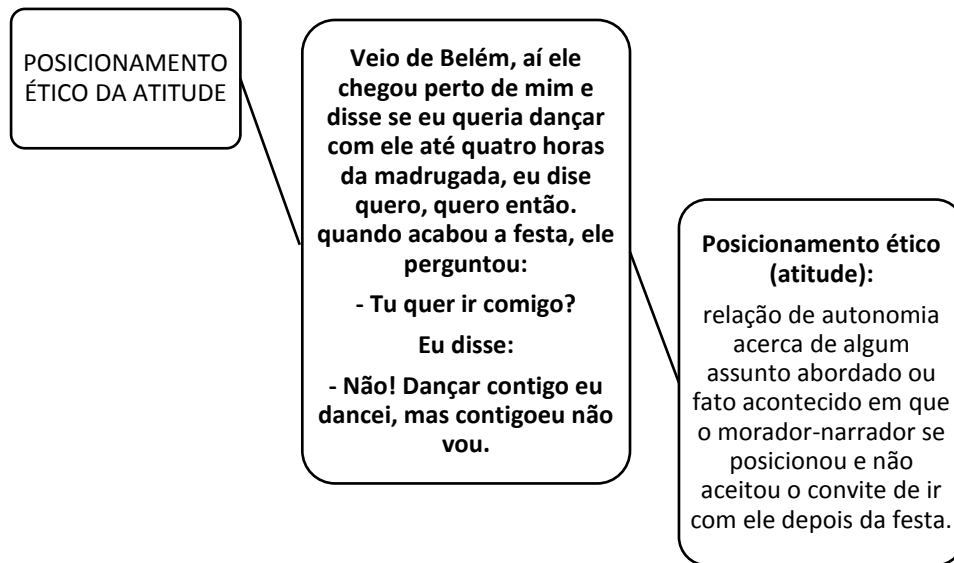 POSICIONAMENTO
ÉTICO DA ATITUDE
Veio de Belém, aí ele
chegou perto de mim e
disse se eu queria dançar
com ele até quatro horas
da madrugada, eu dise
quero, quero então.
quando acabou a festa, ele
perguntou:
- Tu quer ir comigo?
Eu disse:
- Não! Dançar contigo eu
dancei, mas contigoeu não
vou.
Posicionamento ético
(atitude):
relação de autonomia
acerca de algum
assunto abordado ou
fato acontecido em que
o morador-narrador se
posicionou e não
aceitou o convite de ir
com ele depois da festa.